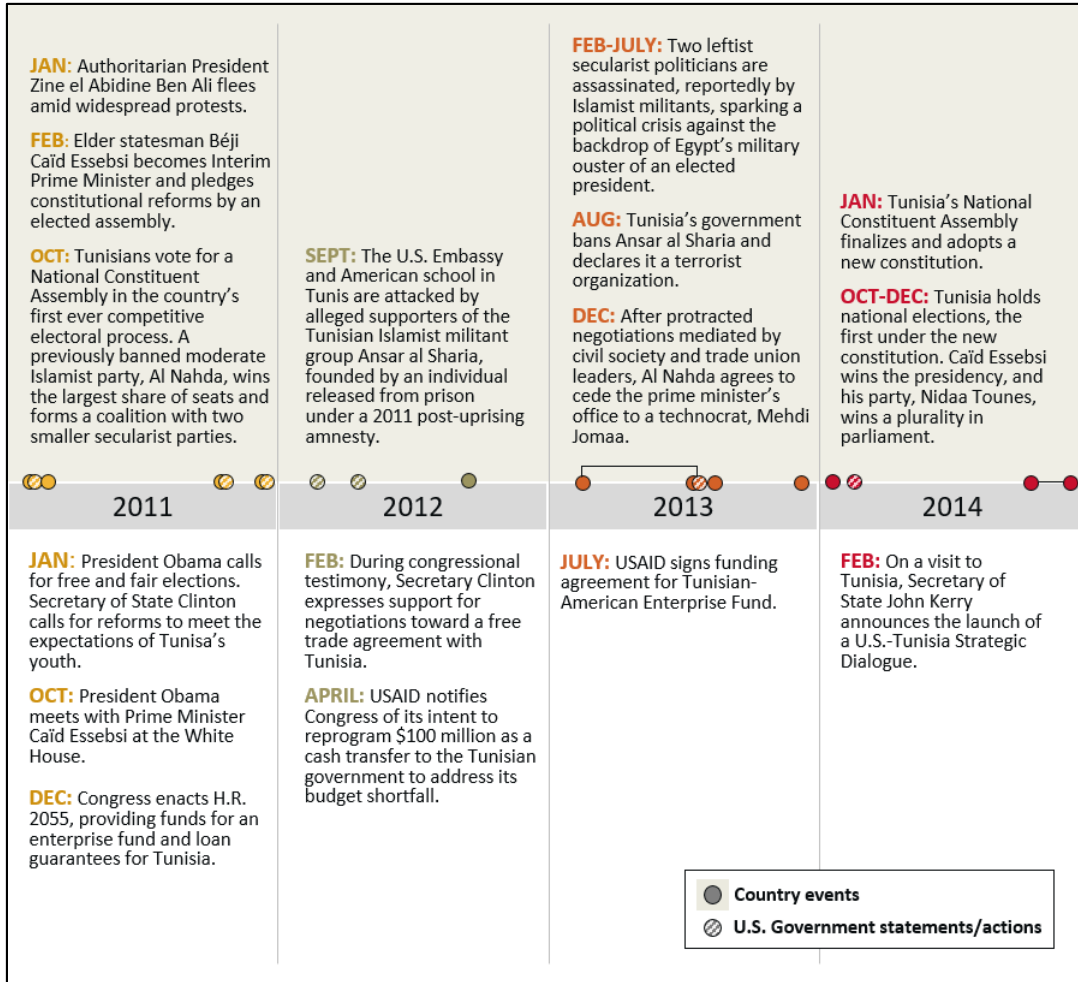 JAN: Authoritarian President
Zine el Abidine Ben Ali flees
amid widespread protests.
FEB: Elder statesman Béji
Caïd Essebsi becomes Interim
Prime Minister and pledges
constitutional reforms by an
elected assembly.
OCT: Tunisians vote for a
National Constituent
Assembly in the country's
first ever competitive
electoral process. A
previously banned moderate
Islamist party, Al Nahda, wins
the largest share of seats and
forms a coalition with two
smaller secularist parties.
SEPT: The U.S. Embassy
and American school in
Tunis are attacked by
alleged supporters of the
Tunisian Islamist militant
group Ansar al Sharia,
founded by an individual
released from prison
under a 2011 post-uprising
amnesty.
FEB-JULY: Two leftist
secularist politicians are
assassinated, reportedly by
Islamist militants, sparking a
political crisis against the
backdrop of Egypt's military
ouster of an elected
president.
AUG: Tunisia's government
bans Ansar al Sharia and
declares it a terrorist
organization.
DEC: After protracted
negotiations mediated by
civil society and trade union
leaders, Al Nahda agrees to
cede the prime minister's
office to a technocrat, Mehdi
Jomaa.
JAN: Tunisia's National
Constituent Assembly
finalizes and adopts a
new constitution.
OCT-DEC: Tunisia holds
national elections, the
first under the new
constitution. Caïd Essebsi
wins the presidency, and
his party, Nidaa Tounes,
wins a plurality in
parliament.
2011
2012
2013
2014
JAN: President Obama calls
for free and fair elections.
Secretary of State Clinton
calls for reforms to meet the
expectations of Tunisa's
youth.
OCT: President Obama
meets with Prime Minister
Caïd Essebsi at the White
House.
DEC: Congress enacts H.R.
2055, providing funds for an
enterprise fund and loan
guarantees for Tunisia.
FEB: During congressional
testimony, Secretary Clinton
expresses support for
negotiations toward a free
trade agreement with
Tunisia.
APRIL: USAID notifies
Congress of its intent to
reprogram $100 million as a
cash transfer to the Tunisian
government to address its
budget shortfall.
JULY: USAID signs funding
agreement for Tunisian-
American Enterprise Fund.
FEB: On a visit to
Tunisia, Secretary of
State John Kerry
announces the launch of
a U.S.-Tunisia Strategic
Dialogue.
Country events
U.S. Government statements/actions